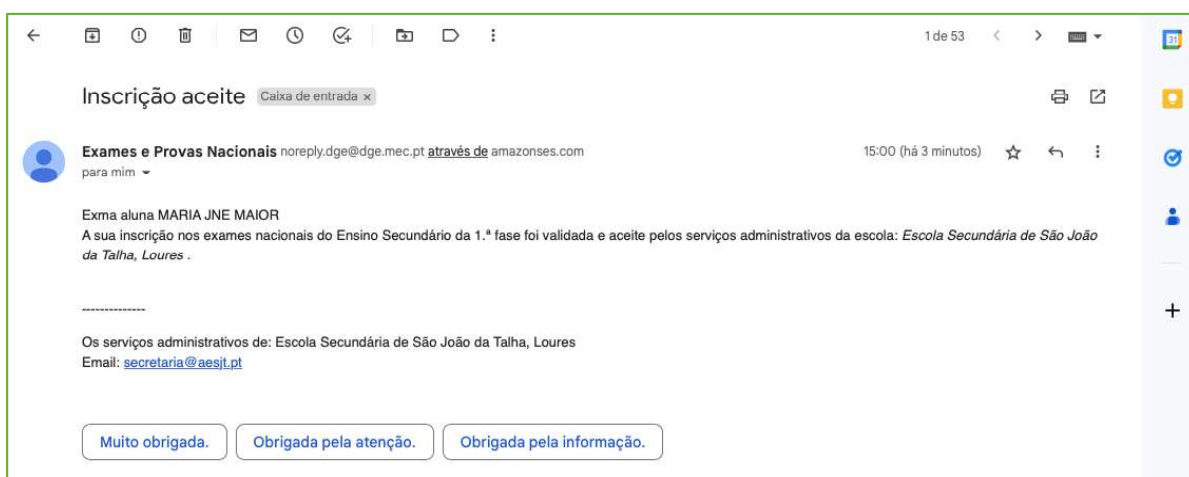 1 de 53
31
Inscrição aceite Caixa de entrada x
Exames e Provas Nacionais noreply.dge@dge.mec.pt através de amazonses.com 15:00 (há 3 minutos)
para mim
Exma aluna MARIA JNE MAIOR
A sua inscrição nos exames nacionais do Ensino Secundário da 1.ª fase foi validada e aceite pelos serviços administrativos da escola: Escola Secundária de São João
da Talha, Loures .
--------------
Os serviços administrativos de: Escola Secundária de São João da Talha, Loures
Email: secretaria@aesjt.pt
Muito obrigada. Obrigada pela atenção. Obrigada pela informação.